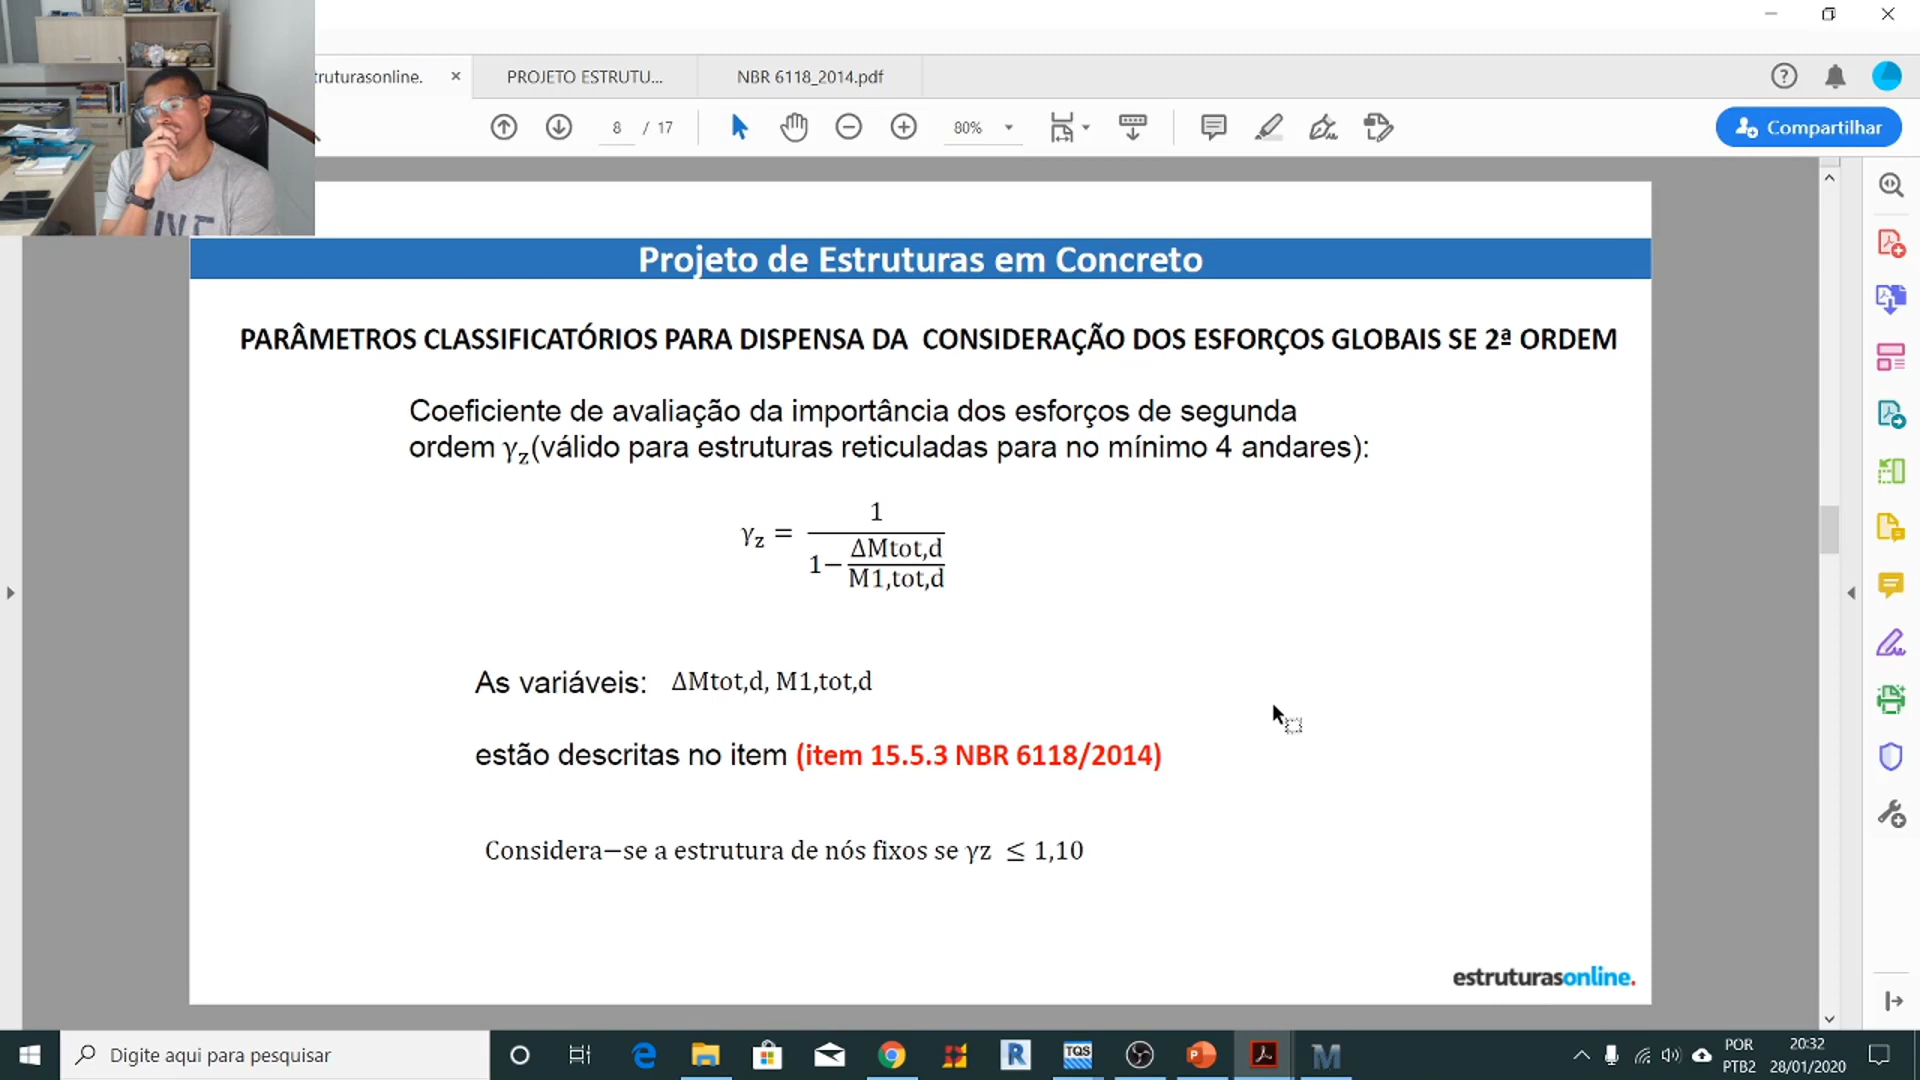 ruturasonline.
PROJETO ESTRUTU...
NBR 6118_2014.pdf
8 / 17
80%
Compartilhar
Projeto de Estruturas em Concreto
PARÂMETROS CLASSIFICATÓRIOS PARA DISPENSA DA CONSIDERAÇÃO DOS ESFORÇOS GLOBAIS SE 2ª ORDEM
Coeficiente de avaliação da importância dos esforços de segunda
ordem γz(válido para estruturas reticuladas para no mínimo 4 andares):
1
γz =
ΔMtot,d
1−
M1,tot,d
As variáveis: ΔMtot,d, M1,tot,d
estão descritas no item (item 15.5.3 NBR 6118/2014)
Considera−se a estrutura de nós fixos se γz ≤ 1,10
estruturasonline.
Digite aqui para pesquisar
R
TQS
P
M
POR
PTB2
20:32
28/01/2020